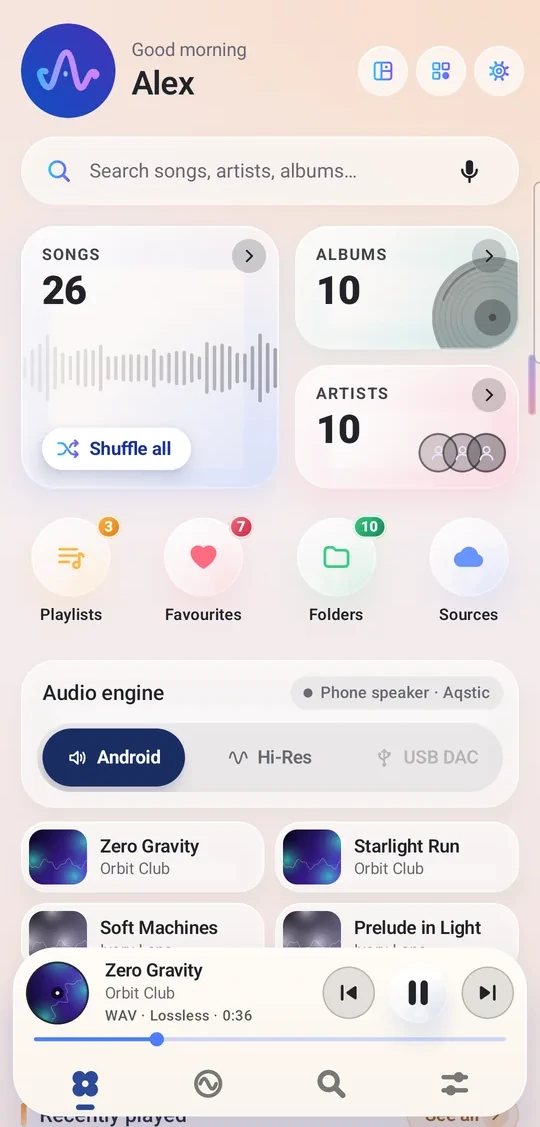 Good morning
Alex
Search songs, artists, albums…
SONGS
26
Shuffle all
ALBUMS
10
ARTISTS
10
3
7
10
Playlists
Favourites
Folders
Sources
Audio engine
Phone speaker · Aqstic
Android
Hi-Res
USB DAC
Zero Gravity
Orbit Club
Starlight Run
Orbit Club
Soft Machines
Prelude in Light
Zero Gravity
Orbit Club
WAV · Lossless · 0:36
Recently played
See all